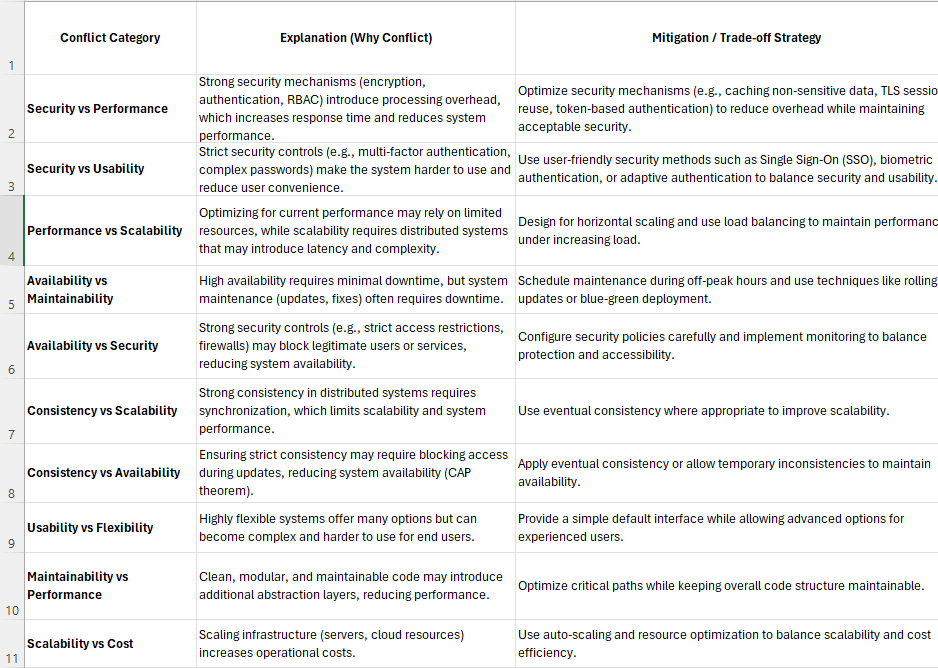 Conflict Category
Explanation (Why Conflict)
Mitigation / Trade-off Strategy
1
Security vs Performance
Strong security mechanisms (encryption,
authentication, RBAC) introduce processing overhead,
which increases response time and reduces system
performance.
Optimize security mechanisms (e.g., caching non-sensitive data, TLS sessio
reuse, token-based authentication) to reduce overhead while maintaining
acceptable security.
2
Security vs Usability
Strict security controls (e.g., multi-factor authentication,
complex passwords) make the system harder to use and
reduce user convenience.
Use user-friendly security methods such as Single Sign-On (SSO), biometric
authentication, or adaptive authentication to balance security and usability.
3
Performance vs Scalability
Optimizing for current performance may rely on limited
resources, while scalability requires distributed systems
that may introduce latency and complexity.
Design for horizontal scaling and use load balancing to maintain performanc
under increasing load.
4
Availability vs
Maintainability
High availability requires minimal downtime, but system
maintenance (updates, fixes) often requires downtime.
Schedule maintenance during off-peak hours and use techniques like rolling
updates or blue-green deployment.
5
Availability vs Security
Strong security controls (e.g., strict access restrictions,
firewalls) may block legitimate users or services,
reducing system availability.
Configure security policies carefully and implement monitoring to balance
protection and accessibility.
6
Consistency vs Scalability
Strong consistency in distributed systems requires
synchronization, which limits scalability and system
performance.
Use eventual consistency where appropriate to improve scalability.
7
Consistency vs Availability
Ensuring strict consistency may require blocking access
during updates, reducing system availability (CAP
theorem).
Apply eventual consistency or allow temporary inconsistencies to maintain
availability.
8
Usability vs Flexibility
Highly flexible systems offer many options but can
become complex and harder to use for end users.
Provide a simple default interface while allowing advanced options for
experienced users.
9
Maintainability vs
Performance
Clean, modular, and maintainable code may introduce
additional abstraction layers, reducing performance.
Optimize critical paths while keeping overall code structure maintainable.
10
Scalability vs Cost
Scaling infrastructure (servers, cloud resources)
increases operational costs.
Use auto-scaling and resource optimization to balance scalability and cost
efficiency.
11